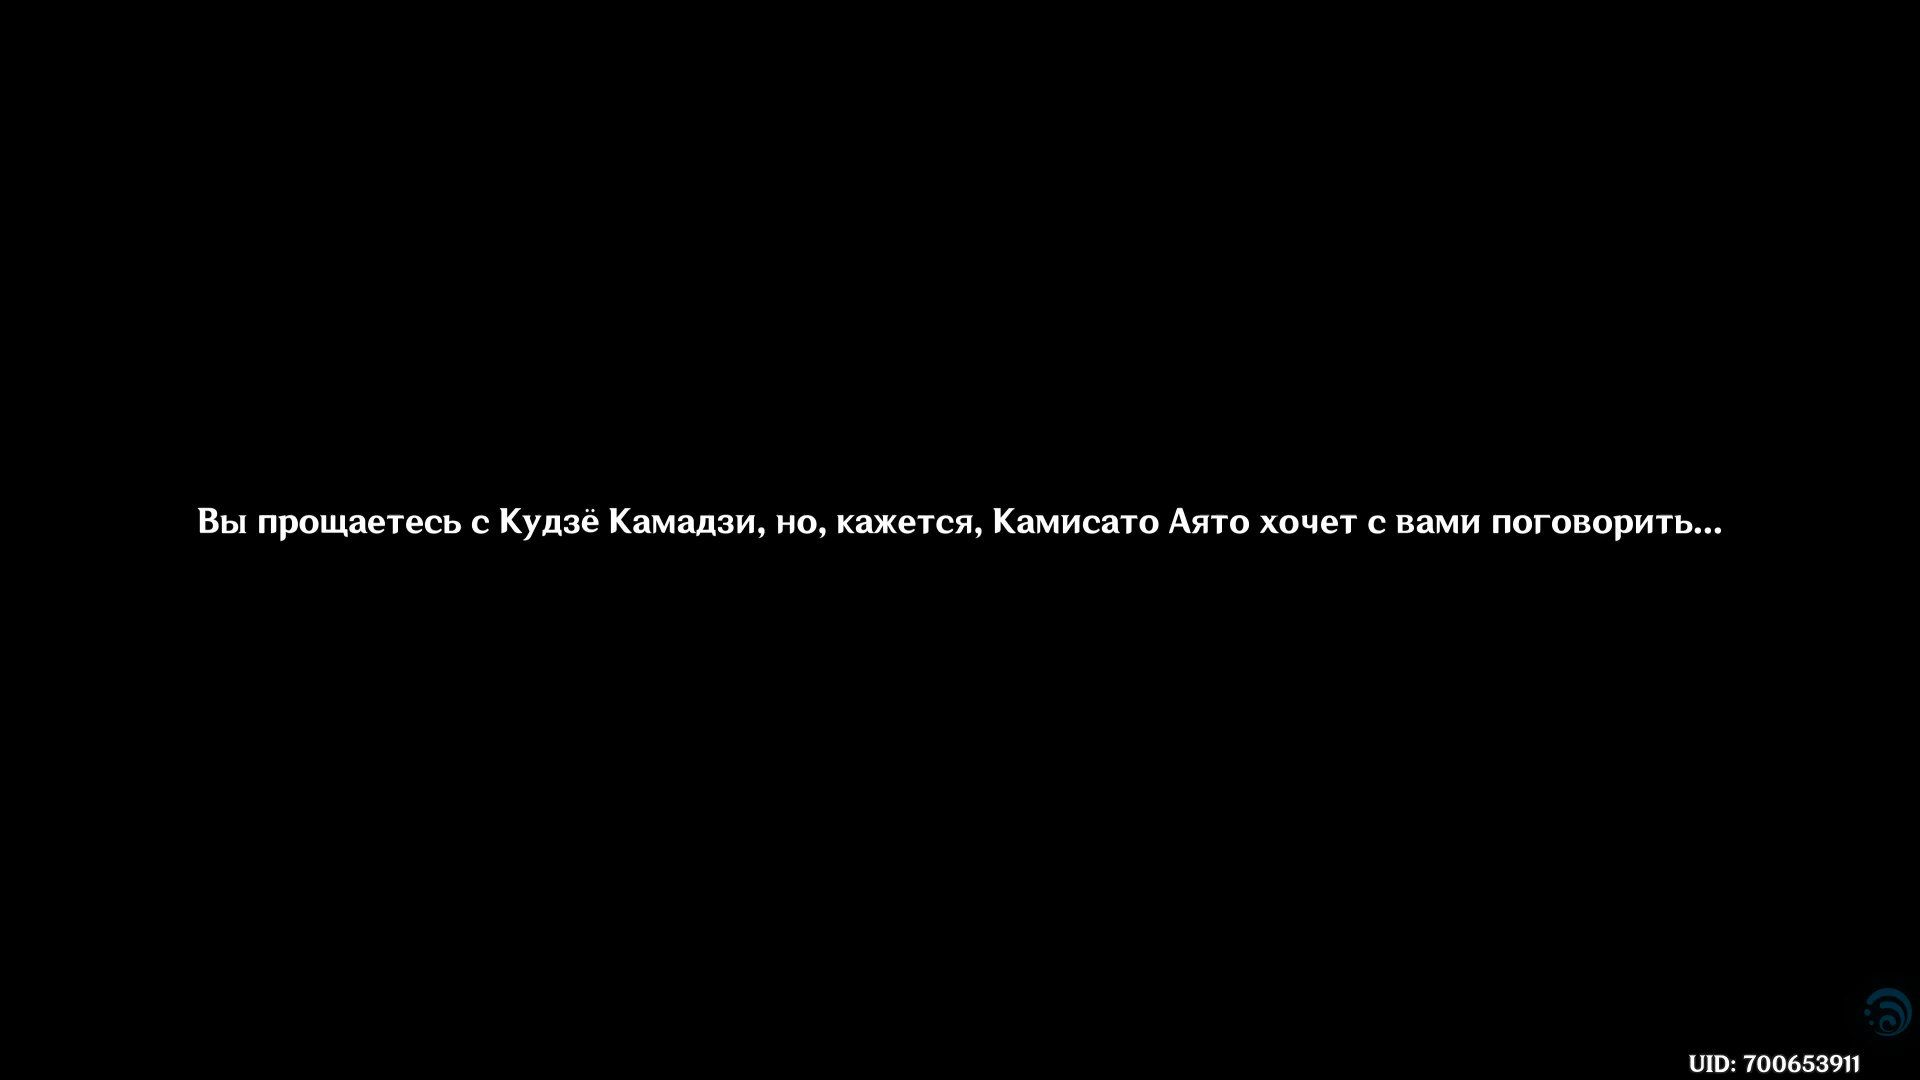 Вы прощаетесь с Кудзё Камадзи, но, кажется, Камисато Аято хочет с вами поговорить...
UID: 700653911